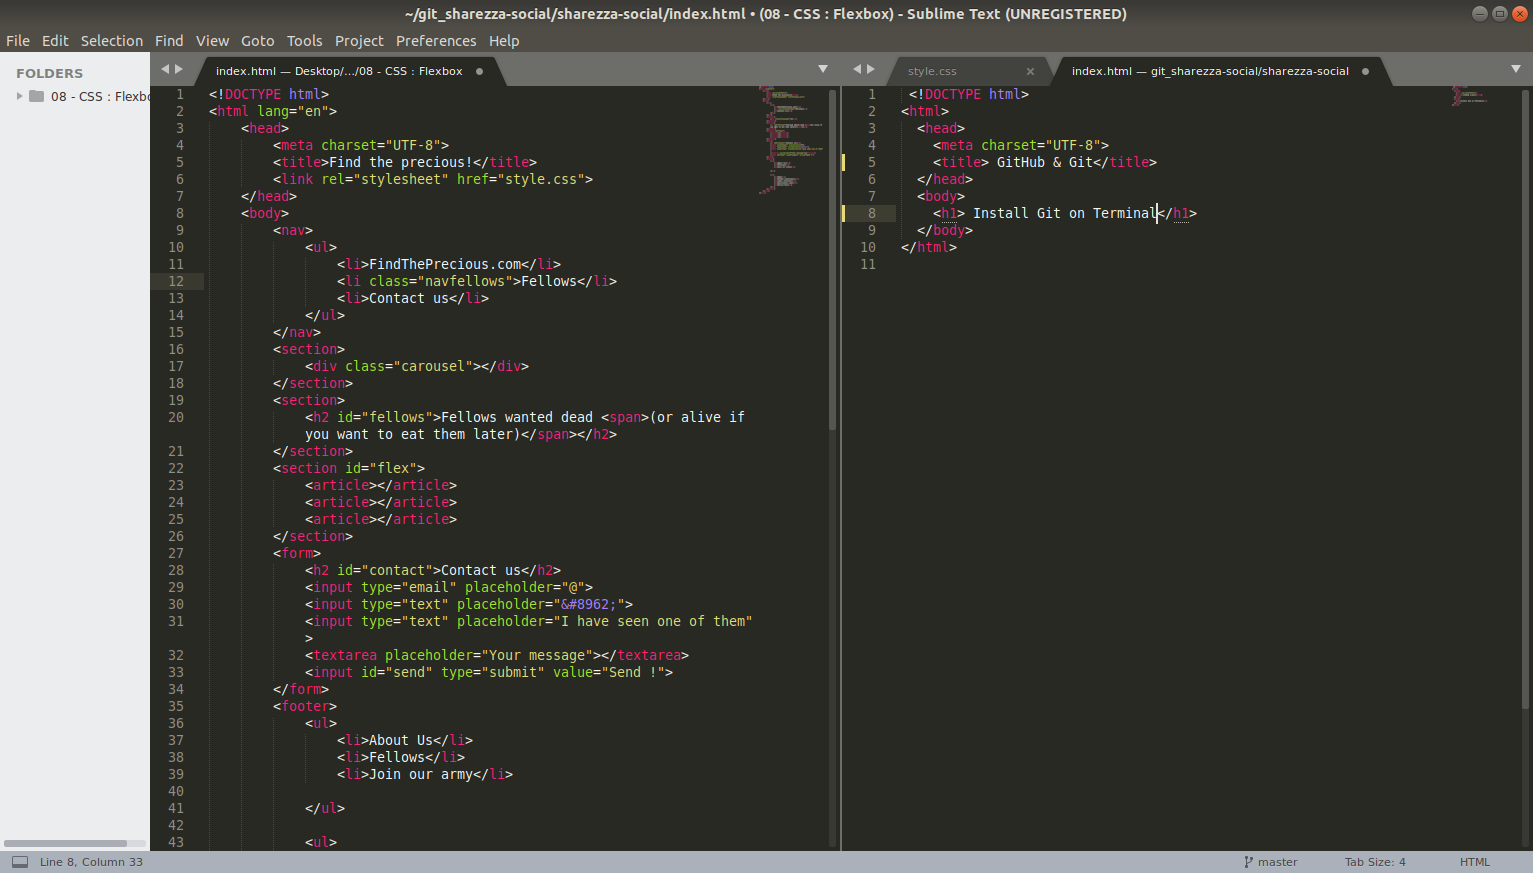 ~/git_sharezza-social/sharezza-social/index.html • (08 - CSS : Flexbox) - Sublime Text (UNREGISTERED)
File Edit Selection Find View Goto Tools Project Preferences Help
FOLDERS
08 - CSS : Flexbo
index.html — Desktop/.../08 - CSS : Flexbox
1 <!DOCTYPE html>
2 <html lang="en">
3 <head>
4 <meta charset="UTF-8">
5 <title>Find the precious!</title>
6 <link rel="stylesheet" href="style.css">
7 </head>
8 <body>
9 <nav>
10 <ul>
11 <li>FindThePrecious.com</li>
12 <li class="navfellows">Fellows</li>
13 <li>Contact us</li>
14 </ul>
15 </nav>
16 <section>
17 <div class="carousel"></div>
18 </section>
19 <section>
20 <h2 id="fellows">Fellows wanted dead <span>(or alive if
you want to eat them later)</span></h2>
21 </section>
22 <section id="flex">
23 <article></article>
24 <article></article>
25 <article></article>
26 </section>
27 <form>
28 <h2 id="contact">Contact us</h2>
29 <input type="email" placeholder="@">
30 <input type="text" placeholder="&#8962;">
31 <input type="text" placeholder="I have seen one of them"
>
32 <textarea placeholder="Your message"></textarea>
33 <input id="send" type="submit" value="Send !">
34 </form>
35 <footer>
36 <ul>
37 <li>About Us</li>
38 <li>Fellows</li>
39 <li>Join our army</li>
40
41 </ul>
42
43 <ul>
style.css ×
index.html — git_sharezza-social/sharezza-social
1 <!DOCTYPE html>
2 <html>
3 <head>
4 <meta charset="UTF-8">
5 <title> GitHub & Git</title>
6 </head>
7 <body>
8 <h1> Install Git on Terminal</h1>
9 </body>
10 </html>
11
Line 8, Column 33
master
Tab Size: 4
HTML